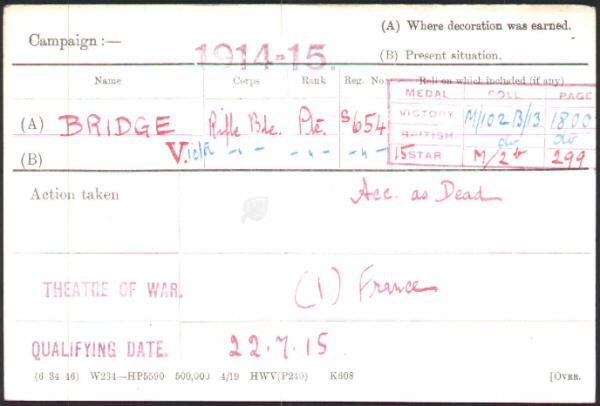 (A) Where decoration was earned.
Campaign :—
1914-15.
(B) Present situation.
Name Corps Rank Reg. No. Roll on which included (if any)
MEDAL ROLL PAGE
(A) BRIDGE Rifle Bde. Pte. S654 VICTORY M/102 B/13 1800
BRITISH do do
(B) Victor -"- -"- -"- 15 STAR M/2 299
Action taken Acc. as Dead
THEATRE OF WAR. (1) France
QUALIFYING DATE. 22.7.15
(6 34 46) W234—HP5590 500,000 4/19 HWV(P240) K608 [OVER.